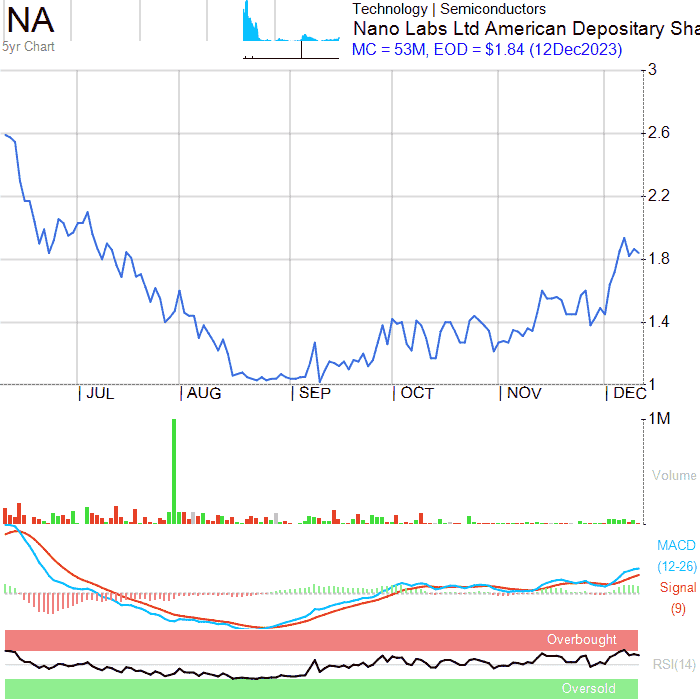 NA
5yr Chart
Technology | Semiconductors
Nano Labs Ltd American Depositary Sha
MC = 53M, EOD = $1.84 (12Dec2023)
3
2.6
2.2
1.8
1.4
1
JUL AUG SEP OCT NOV DEC
1M
Volume
MACD
(12-26)
Signal
(9)
Overbought
RSI(14)
Oversold